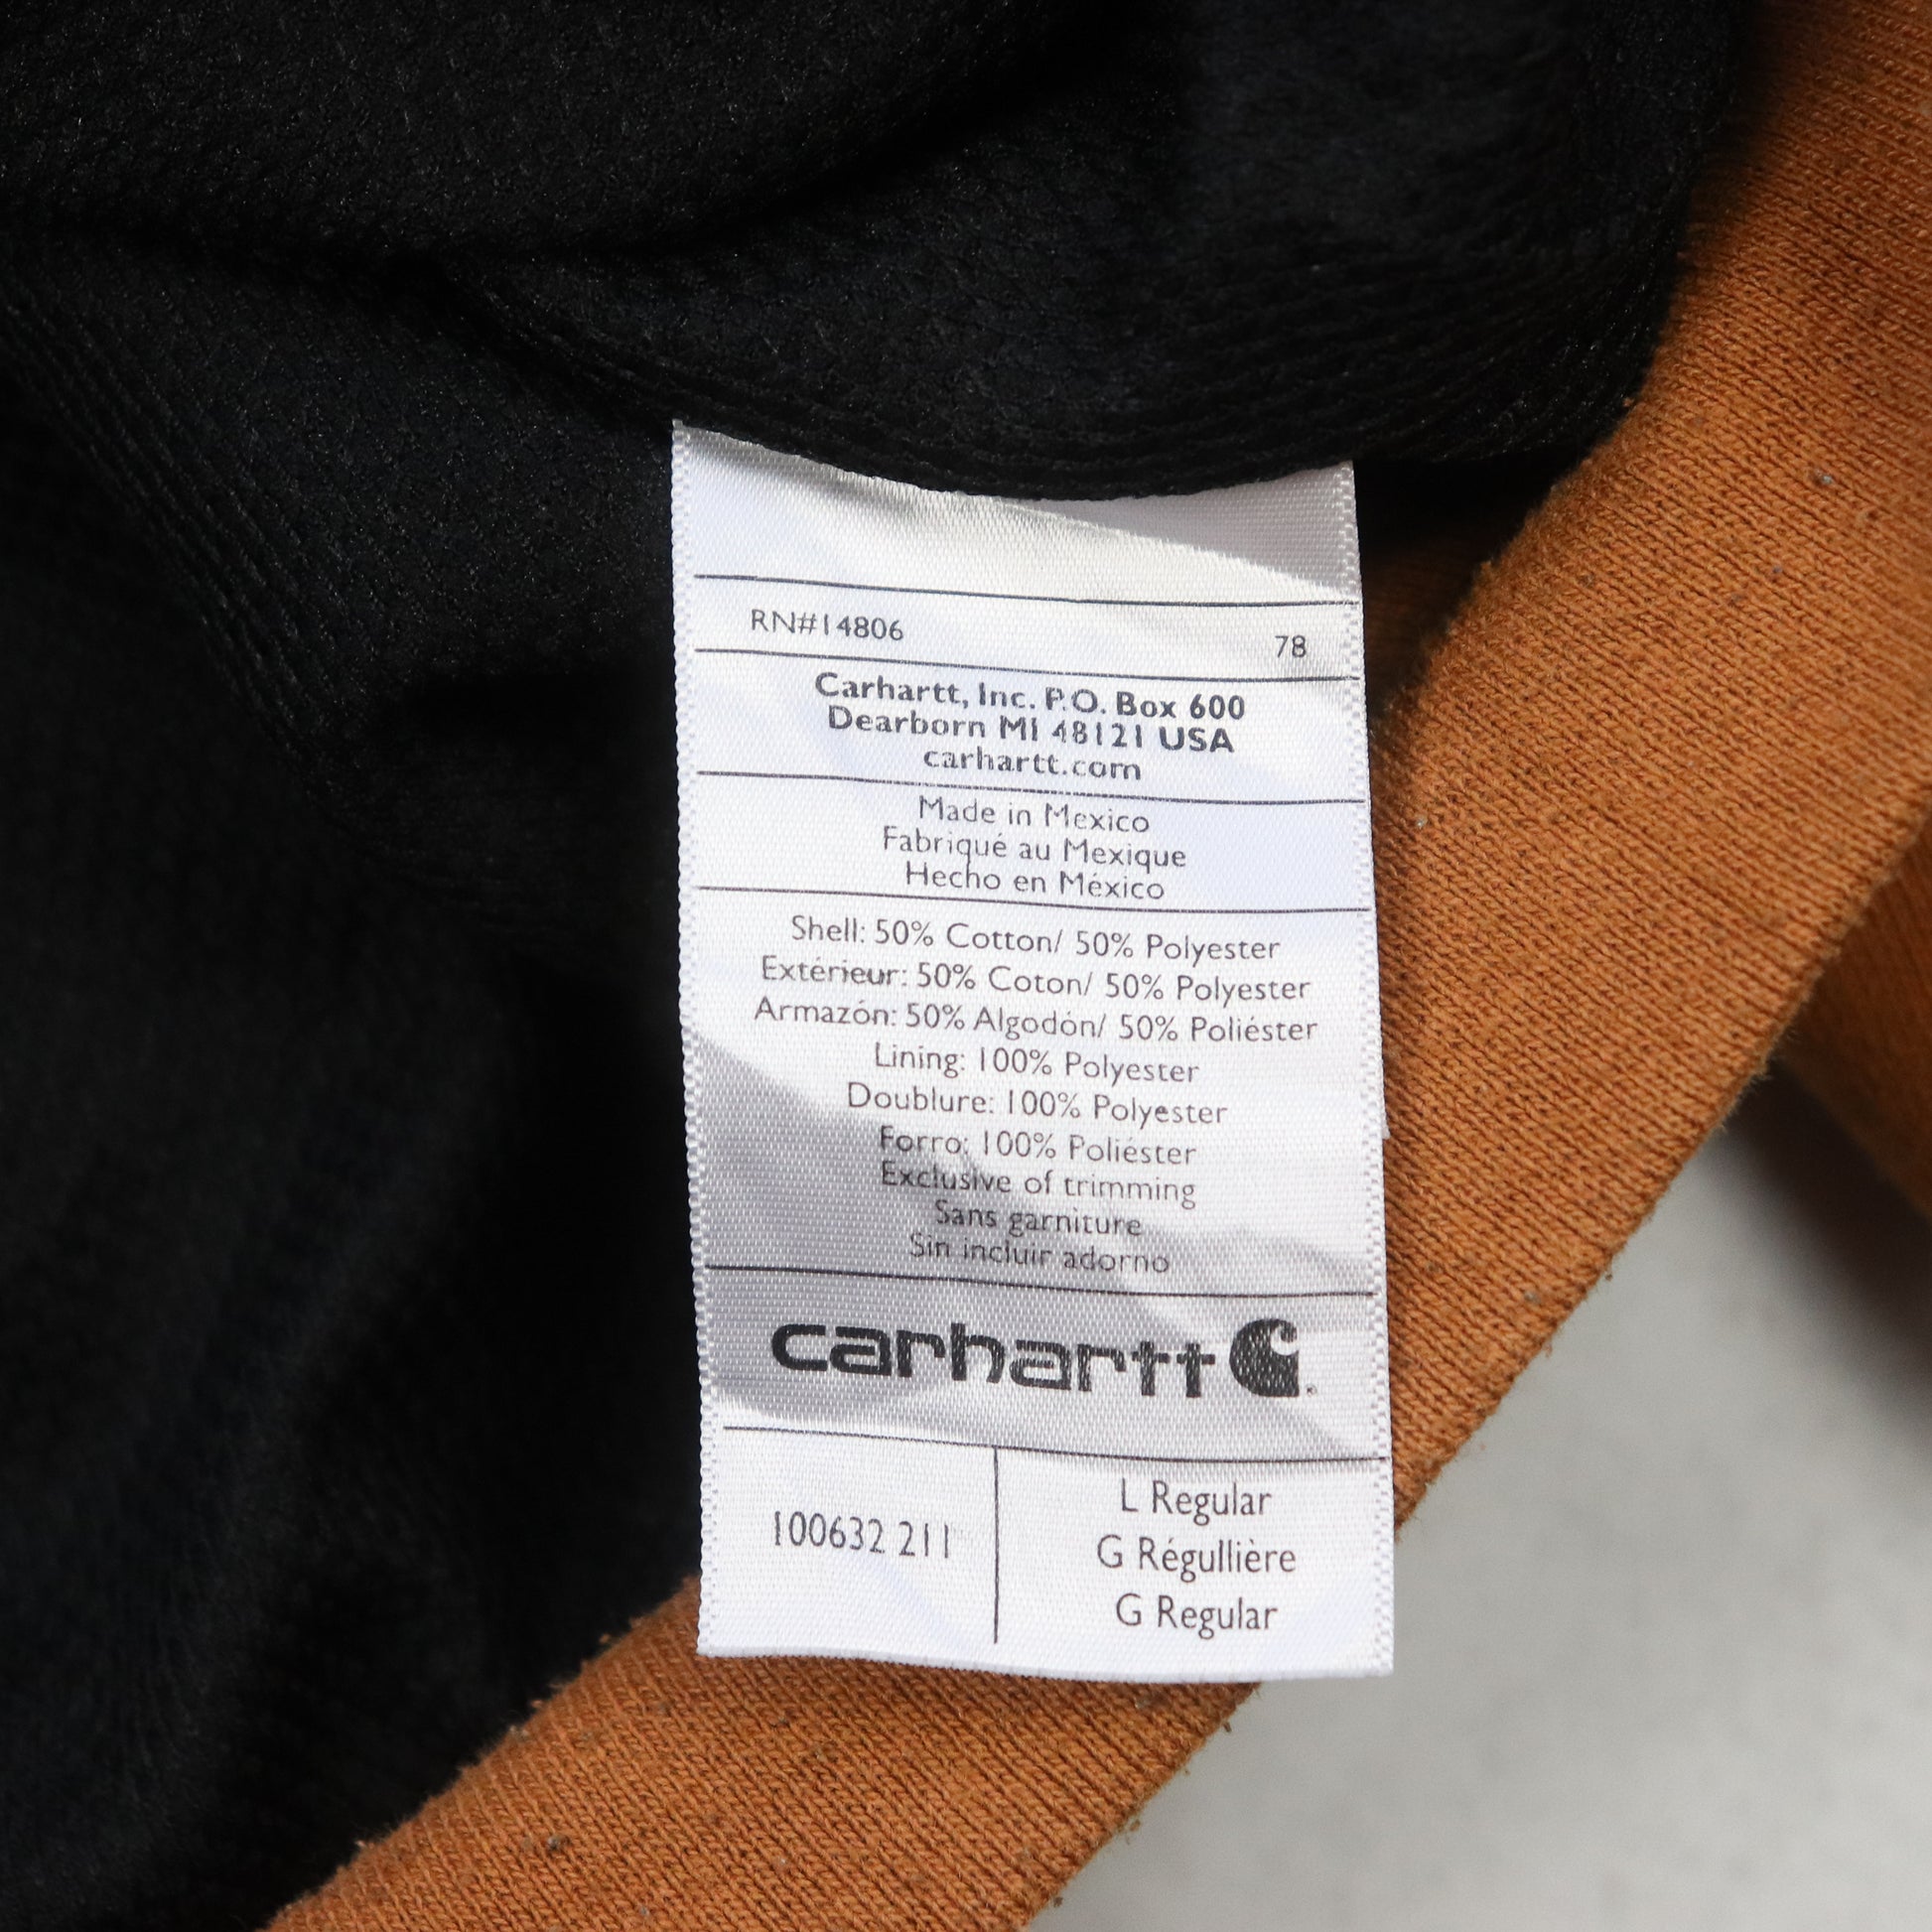 RN#14806 78
Carhartt, Inc. P.O. Box 600
Dearborn MI 48121 USA
carhartt.com
Made in Mexico
Fabriqué au Mexique
Hecho en México
Shell: 50% Cotton/ 50% Polyester
Extérieur: 50% Coton/ 50% Polyester
Armazón: 50% Algodón/ 50% Poliéster
Lining: 100% Polyester
Doublure: 100% Polyester
Forro: 100% Poliéster
Exclusive of trimming
Sans garniture
Sin incluir adorno
carhartt
100632 211
L Regular
G Régullière
G Regular